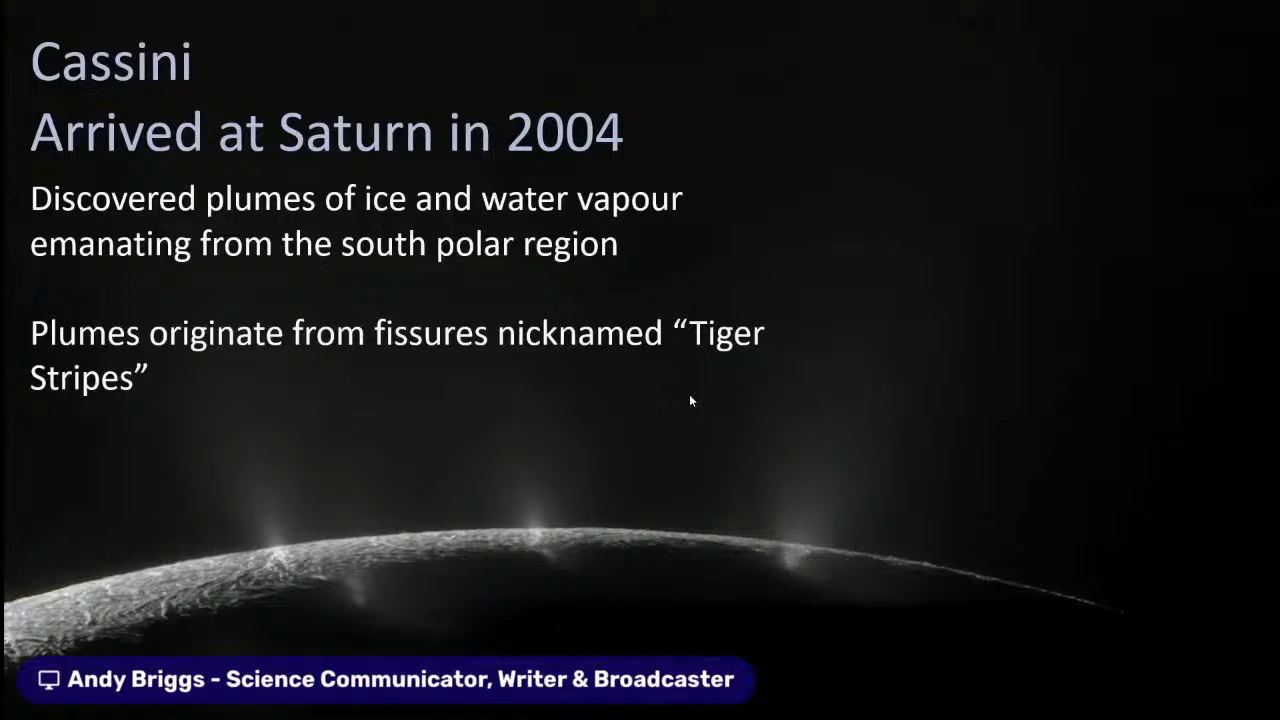 Cassini
Arrived at Saturn in 2004
Discovered plumes of ice and water vapour
emanating from the south polar region
Plumes originate from fissures nicknamed “Tiger
Stripes”
Andy Briggs - Science Communicator, Writer & Broadcaster